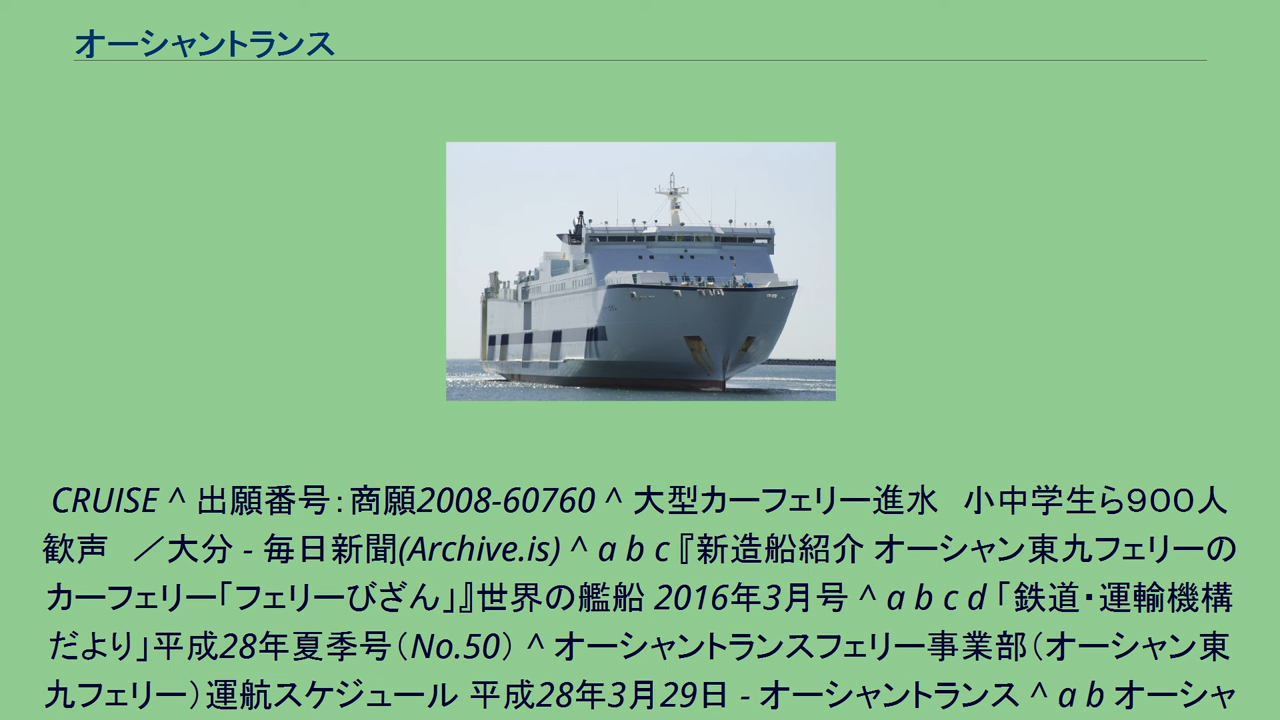 オーシャントランス
CRUISE ^ 出願番号：商願2008-60760 ^ 大型カーフェリー進水　小中学生ら９００人
歓声　／大分 - 毎日新聞(Archive.is) ^ a b c 『新造船紹介 オーシャン東九フェリーの
カーフェリー「フェリーびざん」』世界の艦船 2016年3月号 ^ a b c d 「鉄道・運輸機構
だより」平成28年夏季号（No.50） ^ オーシャントランスフェリー事業部（オーシャン東
九フェリー）運航スケジュール 平成28年3月29日 - オーシャントランス ^ a b オーシャ